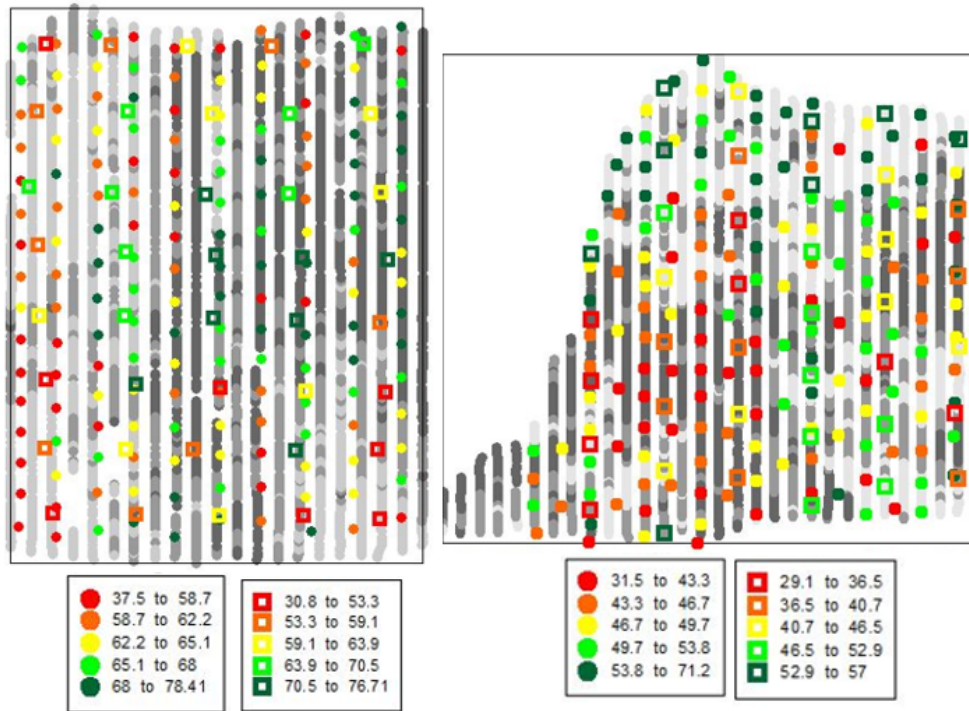 37.5 to 58.7
58.7 to 62.2
62.2 to 65.1
65.1 to 68
68 to 78.41
30.8 to 53.3
53.3 to 59.1
59.1 to 63.9
63.9 to 70.5
70.5 to 76.71
31.5 to 43.3
43.3 to 46.7
46.7 to 49.7
49.7 to 53.8
53.8 to 71.2
29.1 to 36.5
36.5 to 40.7
40.7 to 46.5
46.5 to 52.9
52.9 to 57